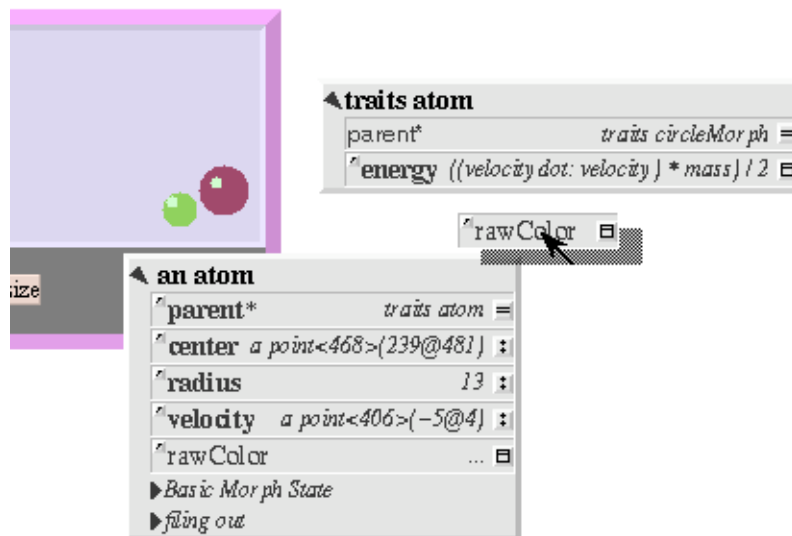 traits atom
parent* traits circleMorph =
energy ((velocity dot: velocity ) * mass) / 2
rawColor
size
an atom
parent* traits atom =
center a point<468>(239@481) :
radius 13 :
velocity a point<406>(-5@4) :
rawColor ...
Basic Morph State
filing out